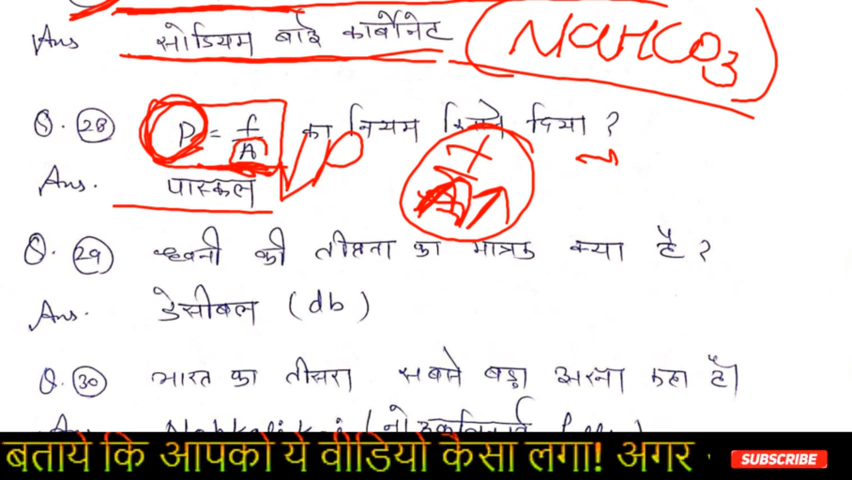 Ans सोडियम बाई कार्बोनेट (NaHCO3)
Q. 28 P = f/A का नियम किसने दिया ?
Ans. पास्कल
Q. 29 ध्वनी की तीव्रता का मात्रक क्या है ?
Ans. डेसीबल (db)
Q. 30 भारत का तीसरा सबसे बड़ा झरना कहा है।
Ans.
बताये कि आपको ये वीडियो कैसा लगा! अगर
SUBSCRIBE